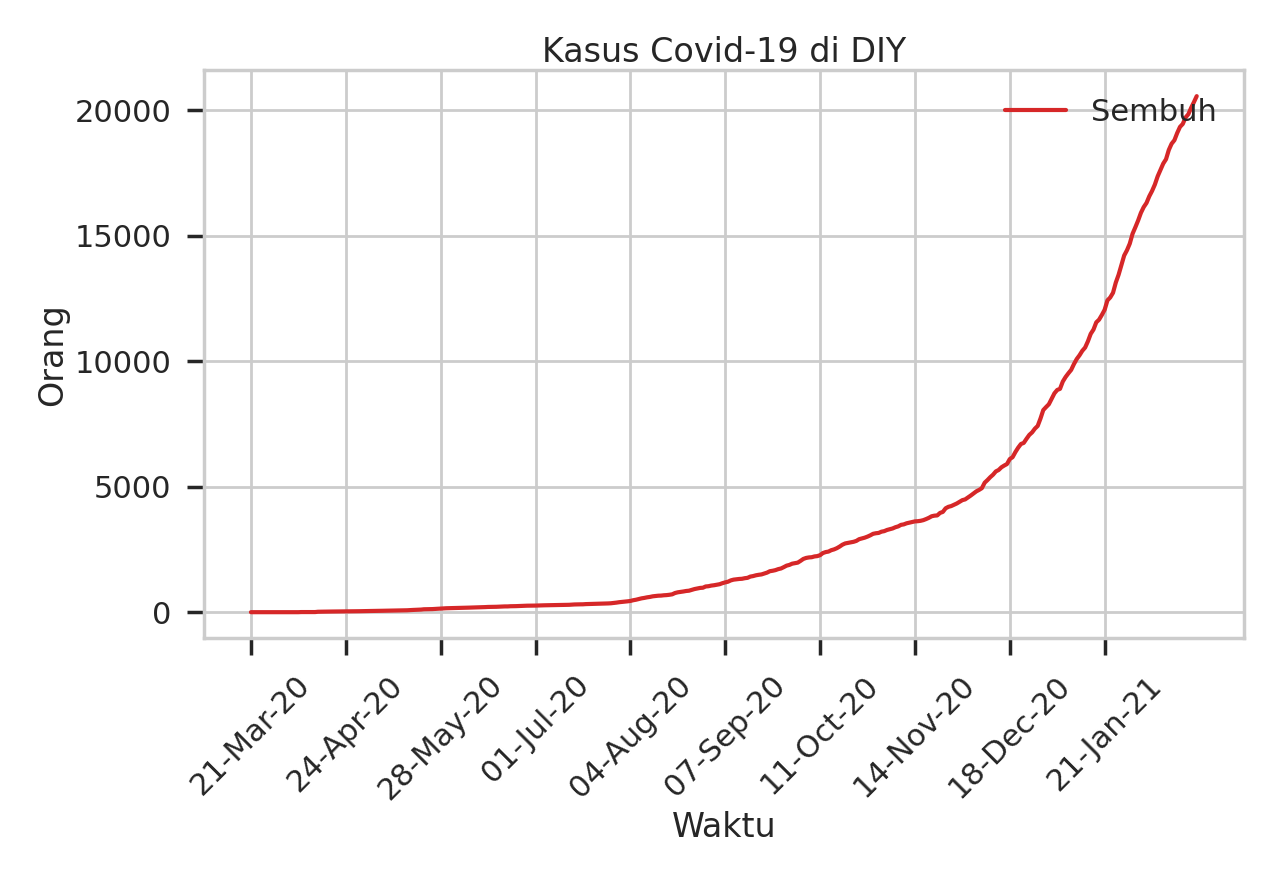 Kasus Covid-19 di DIY
Sembuh
20000
15000
10000
5000
0
Orang
21-Mar-20
24-Apr-20
28-May-20
01-Jul-20
04-Aug-20
07-Sep-20
11-Oct-20
14-Nov-20
18-Dec-20
21-Jan-21
Waktu